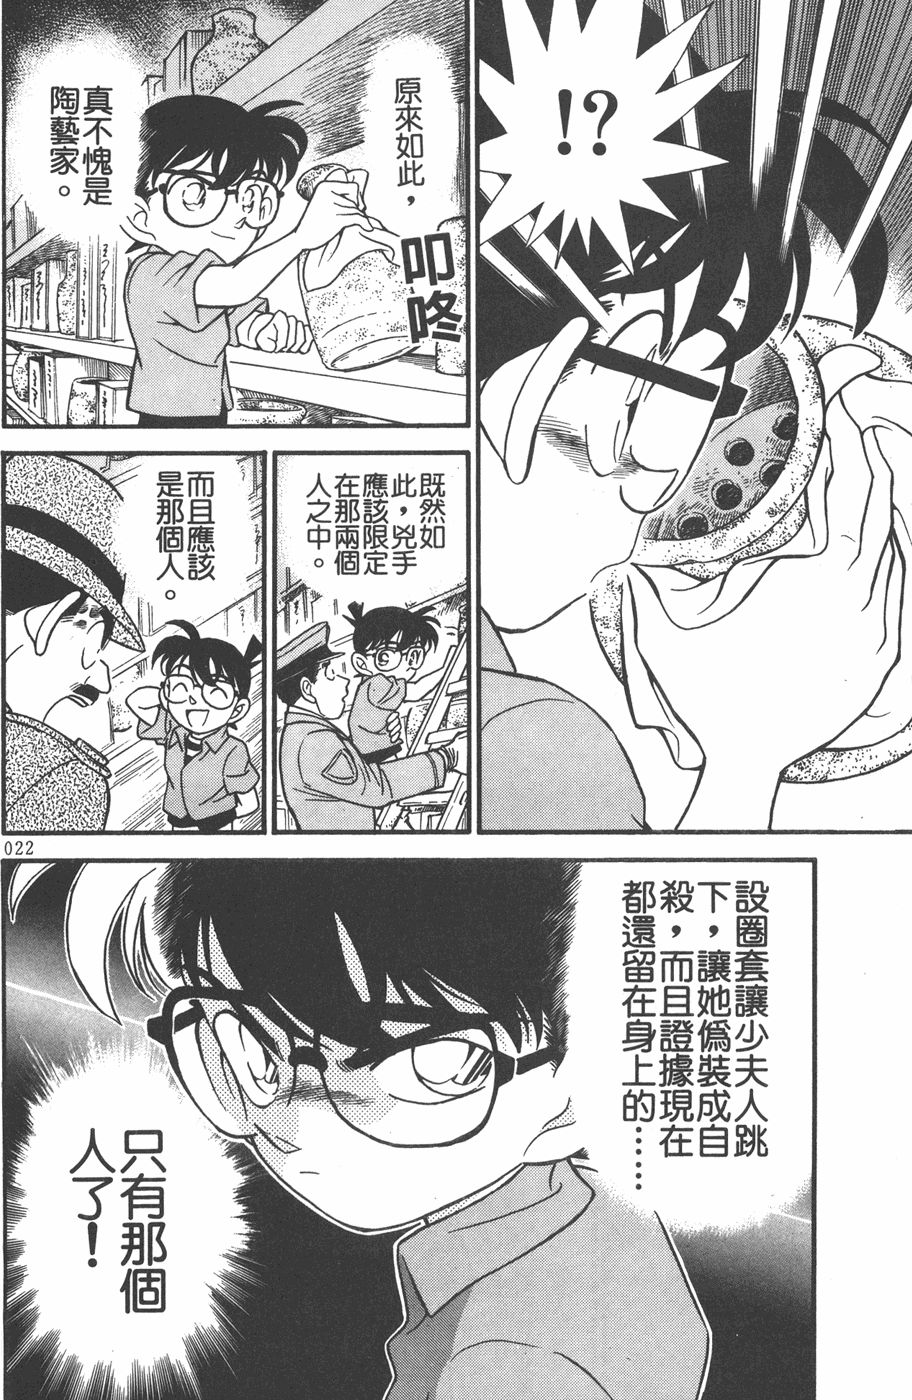 !?
原來如此，
叩咚
真不愧是
陶藝家。
既然如
此，兇手
應該限定
在那兩個
人之中。
而且應該
是那個人。
022
設圈套讓少夫人跳
下，讓她偽裝成自
殺，而且證據現在
都還留在身上的……
只有那個
人了！